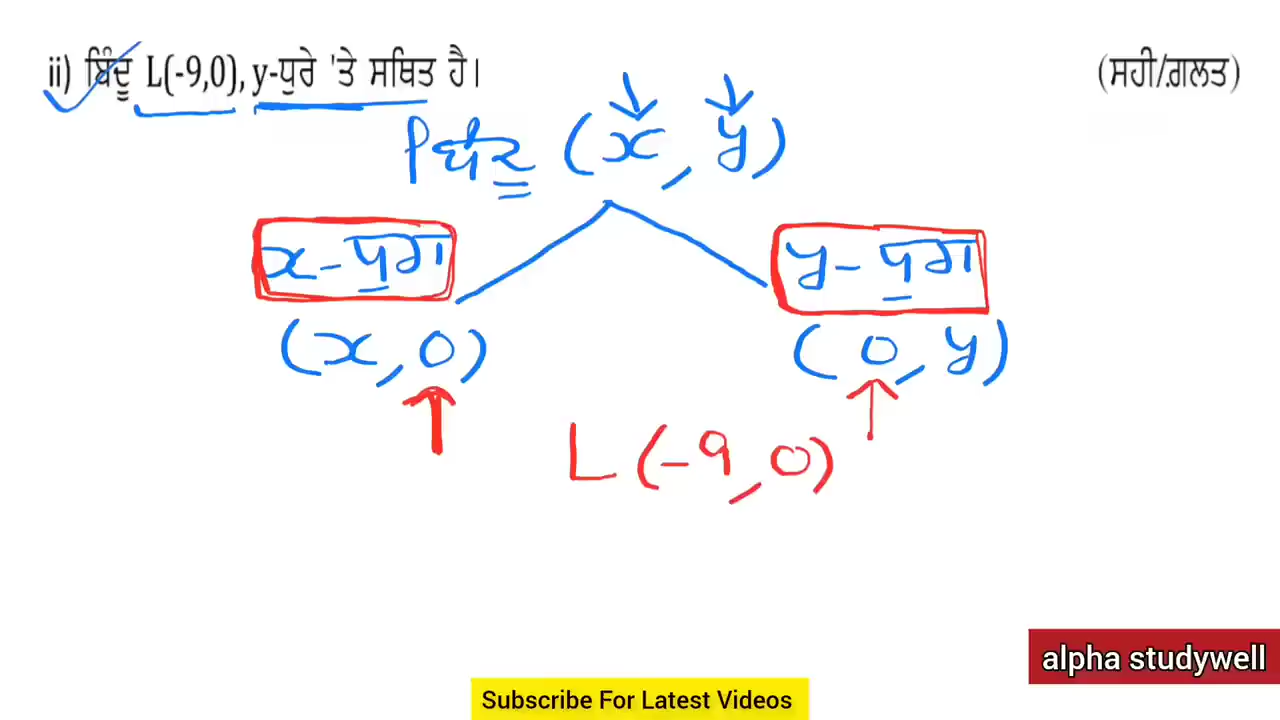 ii) ਬਿੰਦੂ L(-9,0), y-ਧੁਰੇ 'ਤੇ ਸਥਿਤ ਹੈ। (ਸਹੀ/ਗ਼ਲਤ)
(x, y)
x-ਧੁਰਾ y-ਧੁਰਾ
(x, 0) (0, y)
L(-9, 0)
alpha studywell
Subscribe For Latest Videos